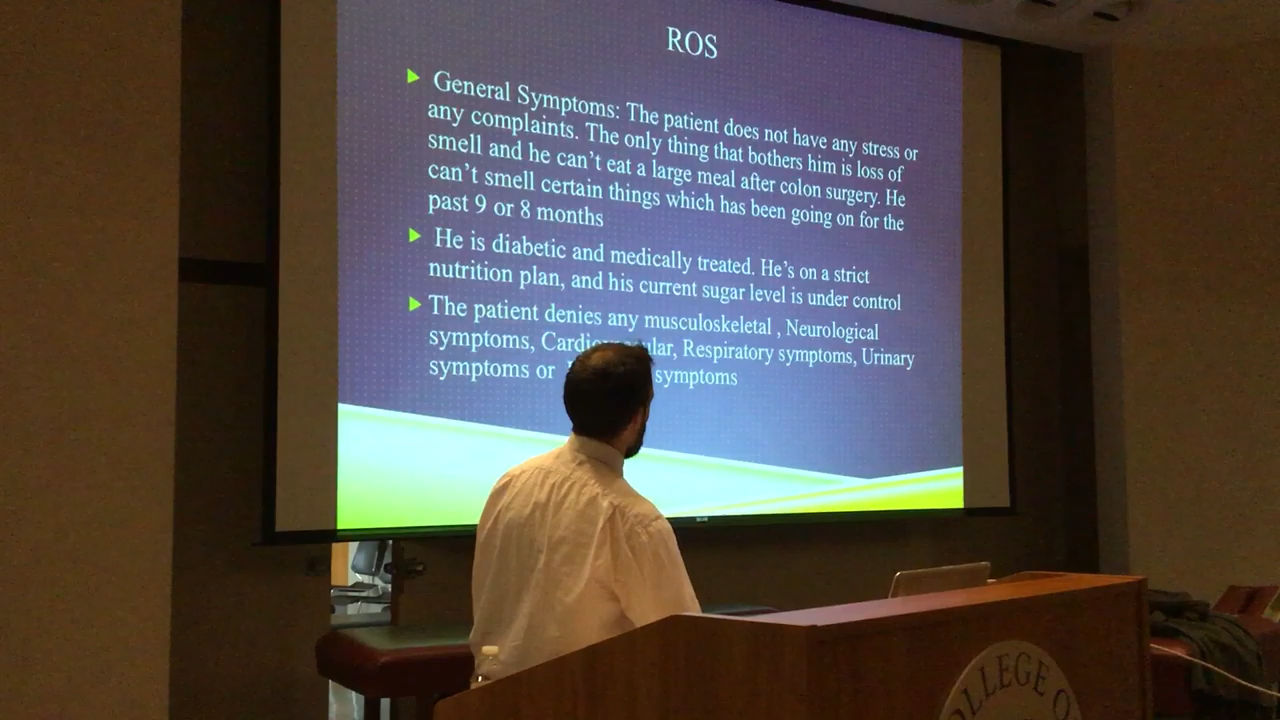 ROS
General Symptoms: The patient does not have any stress or
any complaints. The only thing that bothers him is loss of
smell and he can't eat a large meal after colon surgery. He
can't smell certain things which has been going on for the
past 9 or 8 months
He is diabetic and medically treated. He's on a strict
nutrition plan, and his current sugar level is under control
The patient denies any musculoskeletal , Neurological
symptoms, Respiratory symptoms, Urinary
symptoms or symptoms
COLLEGE